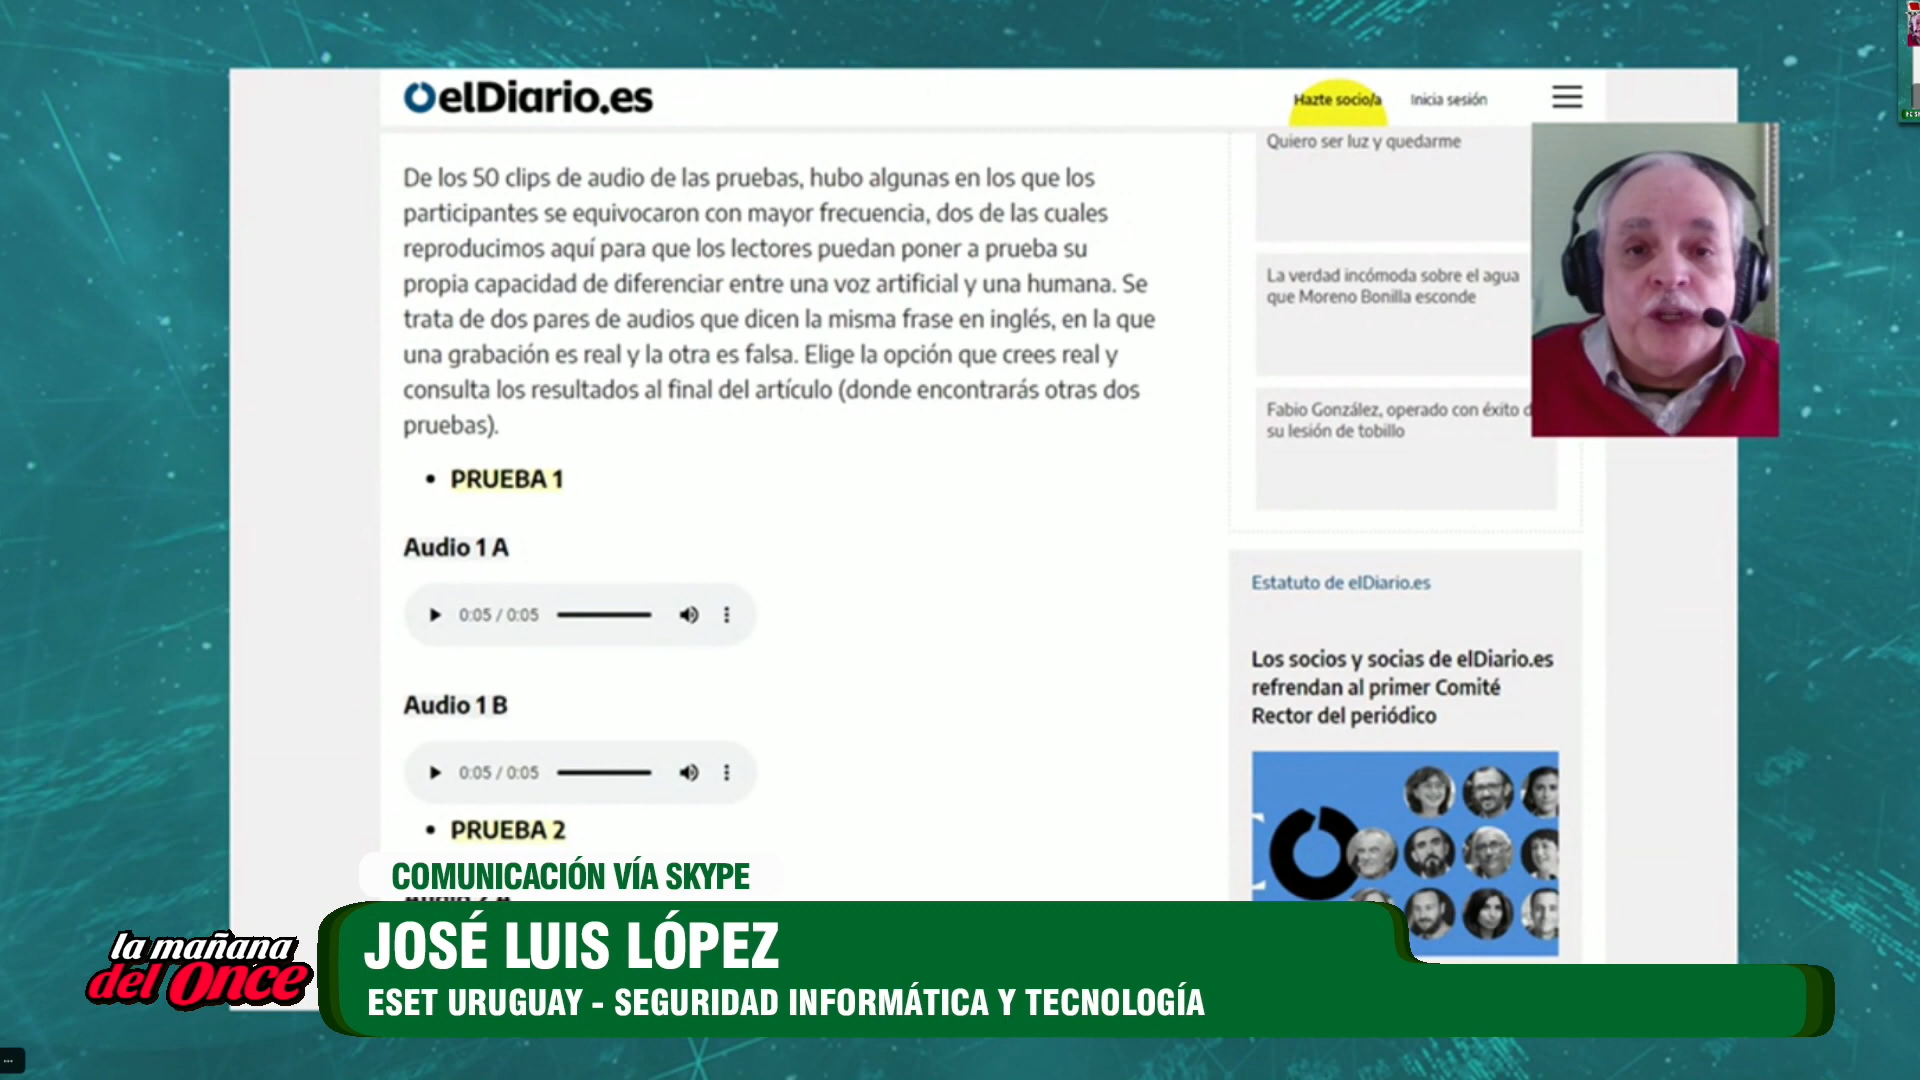 elDiario.es
Hazte socio/a
Inicia sesión
De los 50 clips de audio de las pruebas, hubo algunas en los que los
participantes se equivocaron con mayor frecuencia, dos de las cuales
reproducimos aquí para que los lectores puedan poner a prueba su
propia capacidad de diferenciar entre una voz artificial y una humana. Se
trata de dos pares de audios que dicen la misma frase en inglés, en la que
una grabación es real y la otra es falsa. Elige la opción que crees real y
consulta los resultados al final del artículo (donde encontrarás otras dos
pruebas).
• PRUEBA 1
Audio 1 A
0:05 / 0:05
Audio 1 B
0:05 / 0:05
• PRUEBA 2
Quiero ser luz y quedarme
La verdad incómoda sobre el agua
que Moreno Bonilla esconde
Fabio González, operado con éxito d
su lesión de tobillo
Estatuto de elDiario.es
Los socios y socias de elDiario.es
refrendan al primer Comité
Rector del periódico
COMUNICACIÓN VÍA SKYPE
JOSÉ LUIS LÓPEZ
ESET URUGUAY - SEGURIDAD INFORMÁTICA Y TECNOLOGÍA
la mañana
del Once